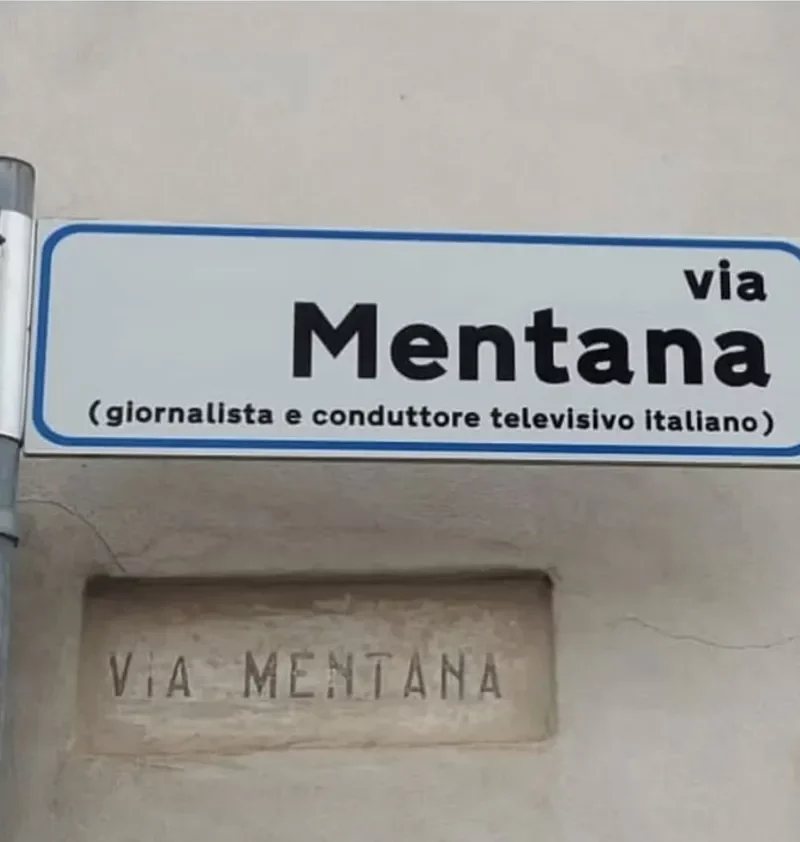 via
Mentana
(giornalista e conduttore televisivo italiano)
VIA MENTANA